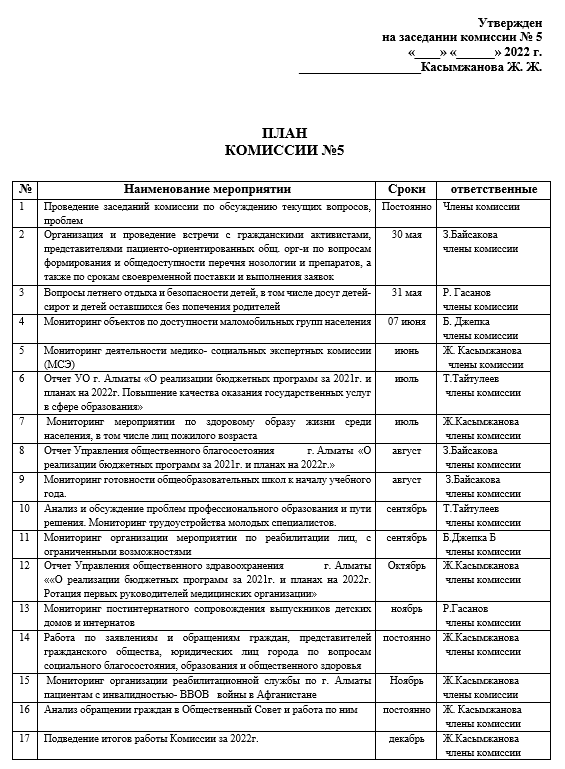 Утвержден
на заседании комиссии № 5
«____» «______» 2022 г.
___________________Касымжанова Ж. Ж.
ПЛАН
КОМИССИИ №5
№ Наименование мероприятии Сроки ответственные
1 Проведение заседаний комиссии по обсуждению текущих вопросов, Постоянно Члены комиссии
проблем
2 Организация и проведение встречи с гражданскими активистами, 30 мая З.Байсакова
представителями пациенто-ориентированных общ. орг-и по вопросам члены комиссии
формирования и общедоступности перечня нозологии и препаратов, а
также по срокам своевременной поставки и выполнения заявок
3 Вопросы летнего отдыха и безопасности детей, в том числе досуг детей- 31 мая Р. Гасанов
сирот и детей оставшихся без попечения родителей члены комиссии
4 Мониторинг объектов по доступности маломобильных групп населения 07 июня Б. Джепка
члены комиссии
5 Мониторинг деятельности медико- социальных экспертных комиссии июнь Ж. Касымжанова
(МСЭ) члены комиссии
6 Отчет УО г. Алматы «О реализации бюджетных программ за 2021г. и июль Т.Тайтулеев
планах на 2022г. Повышение качества оказания государственных услуг члены комиссии
в сфере образования»
7 Мониторинг мероприятии по здоровому образу жизни среди июль Ж.Касымжанова
населения, в том числе лиц пожилого возраста члены комиссии
8 Отчет Управления общественного благосостояния г. Алматы «О август З.Байсакова
реализации бюджетных программ за 2021г. и планах на 2022г.» члены комиссии
9 Мониторинг готовности общеобразовательных школ к началу учебного август З.Байсакова
года. члены комиссии
10 Анализ и обсуждение проблем профессионального образования и пути сентябрь Т.Тайтулеев
решения. Мониторинг трудоустройства молодых специалистов. члены комиссии
11 Мониторинг организации мероприятии по реабилитации лиц, с сентябрь Б.Джепка Б
ограниченными возможностями члены комиссии
12 Отчет Управления общественного здравоохранения г. Алматы Октябрь Ж.Касымжанова
««О реализации бюджетных программ за 2021г. и планах на 2022г. члены комиссии
Ротация первых руководителей медицинских организации»
13 Мониторинг постинтернатного сопровождения выпускников детских ноябрь Р.Гасанов
домов и интернатов члены комиссии
14 Работа по заявлениям и обращениям граждан, представителей постоянно Ж.Касымжанова
гражданского общества, юридических лиц города по вопросам члены комиссии
социального благосостояния, образования и общественного здоровья
15 Мониторинг организации реабилитационной службы по г. Алматы Ноябрь Ж.Касымжанова
пациентам с инвалидностью- ВВОВ войны в Афганистане члены комиссии
16 Анализ обращении граждан в Общественный Совет и работа по ним постоянно Ж. Касымжанова
члены комиссии
17 Подведение итогов работы Комиссии за 2022г. декабрь Ж.Касымжанова
члены комиссии